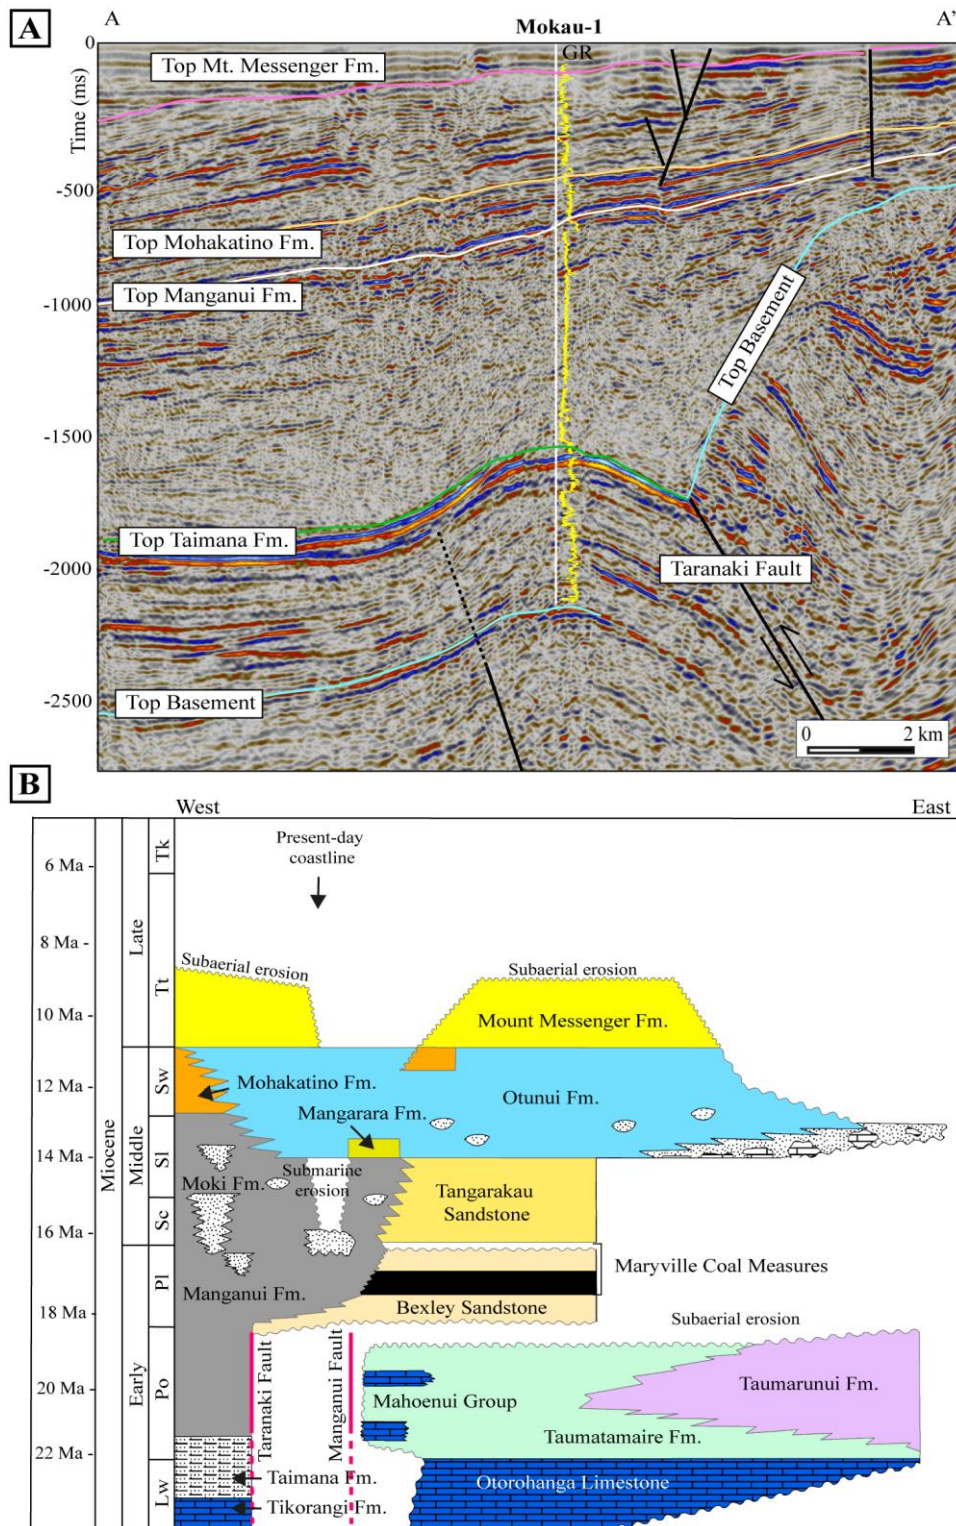 A
A
A'
Mokau-1
0
GR
Top Mt. Messenger Fm.
Time (ms)
-500
Top Mohakatino Fm.
Top Manganui Fm.
-1000
Top Basement
-1500
Top Taimana Fm.
-2000
Taranaki Fault
-2500
Top Basement
0
2 km
B
West
East
Present-day
coastline
6 Ma -
8 Ma -
10 Ma -
12 Ma -
14 Ma -
16 Ma -
18 Ma -
20 Ma -
22 Ma -
Miocene
Late
Middle
Early
Tk
Tt
Sw
Sl
Sc
Pl
Po
Lw
Subaerial erosion
Subaerial erosion
Mount Messenger Fm.
Mohakatino Fm.
Otunui Fm.
Mangarara Fm.
Moki Fm.
Submarine
erosion
Tangarakau
Sandstone
Maryville Coal Measures
Manganui Fm.
Bexley Sandstone
Subaerial erosion
Taranaki Fault
Manganui Fault
Mahoenui Group
Taumarunui Fm.
Taumatamaire Fm.
Taimana Fm.
Otorohanga Limestone
Tikorangi Fm.